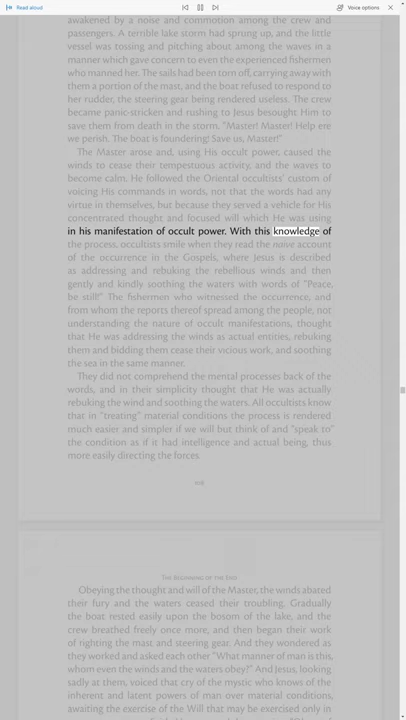 Read aloud
Voice options
awakened by a noise and commotion among the crew and
passengers. A terrible lake storm had sprung up, and the little
vessel was tossing and pitching about among the waves in a
manner which gave concern to even the experienced fishermen
who manned her. The sails had been torn off, carrying away with
them a portion of the mast, and the boat refused to respond to
her rudder, the steering gear being rendered useless. The crew
became panic-stricken and rushing to Jesus besought Him to
save them from death in the storm. "Master! Master! Help ere
we perish. The boat is foundering! Save us, Master!"
The Master arose and, using His occult power, caused the
winds to cease their tempestuous activity, and the waves to
become calm. He followed the Oriental occultists' custom of
voicing His commands in words, not that the words had any
virtue in themselves, but because they served a vehicle for His
concentrated thought and focused will which He was using
in his manifestation of occult power. With this knowledge of
the process, occultists smile when they read the naive account
of the occurrence in the Gospels, where Jesus is described
as addressing and rebuking the rebellious winds and then
gently and kindly soothing the waters with words of "Peace,
be still!" The fishermen who witnessed the occurrence, and
from whom the reports thereof spread among the people, not
understanding the nature of occult manifestations, thought
that He was addressing the winds as actual entities, rebuking
them and bidding them cease their vicious work, and soothing
the sea in the same manner.
They did not comprehend the mental processes back of the
words, and in their simplicity thought that He was actually
rebuking the wind and soothing the waters. All occultists know
that in "treating" material conditions the process is rendered
much easier and simpler if we will but think of and "speak to"
the condition as if it had intelligence and actual being, thus
more easily directing the forces.
The Beginning of the End
Obeying the thought and will of the Master, the winds abated
their fury and the waters ceased their troubling. Gradually
the boat rested easily upon the bosom of the lake, and the
crew breathed freely once more, and then began their work
of righting the mast and steering gear. And they wondered as
they worked and asked each other "What manner of man is this,
whom even the winds and the waters obey?" And Jesus, looking
sadly at them, voiced that cry of the mystic who knows of the
inherent and latent powers of man over material conditions,
awaiting the exercise of the Will that may be exercised only in